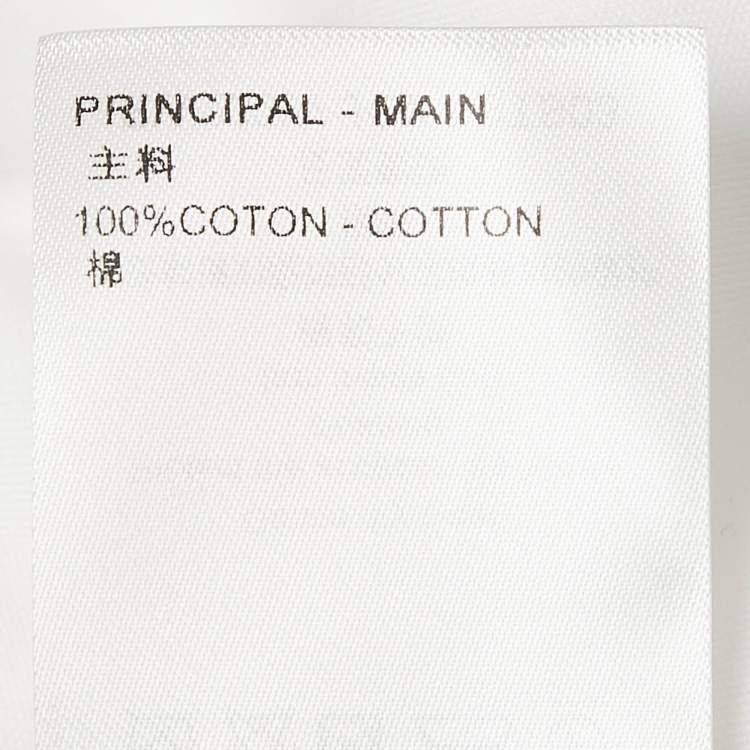 PRINCIPAL - MAIN
主料
100%COTON - COTTON
棉